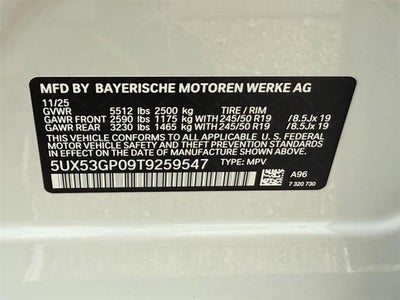 MFD BY BAYERISCHE MOTOREN WERKE AG
11/25
GVWR 5512 lbs 2500 kg TIRE / RIM
GAWR FRONT 2590 lbs 1175 kg WITH 245/50 R19 / 8.5Jx 19
GAWR REAR 3230 lbs 1465 kg WITH 245/50 R19 / 8.5Jx 19
THIS VEHICLE CONFORMS TO ALL APPLICABLE U. S. FEDERAL
MOTOR VEHICLE SAFETY AND THEFT PREVENTION STANDARDS
IN EFFECT ON THE DATE OF MANUFACTURE SHOWN ABOVE.
5UX53GP09T9259547 TYPE: MPV
A96
7 320 730